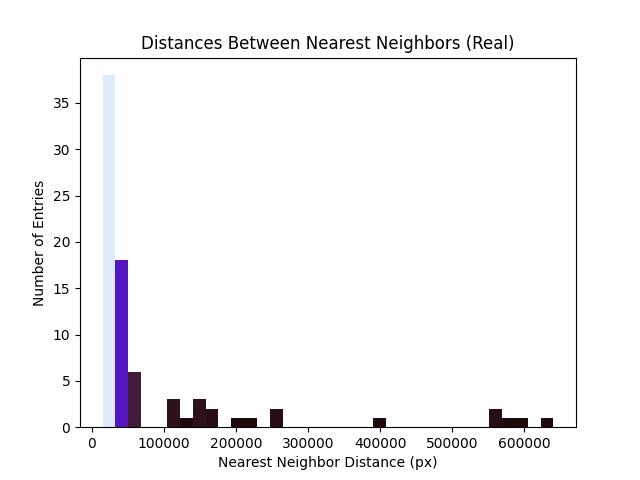 Distances Between Nearest Neighbors (Real)
Number of Entries
35
30
25
20
15
10
5
0
0 100000 200000 300000 400000 500000 600000
Nearest Neighbor Distance (px)